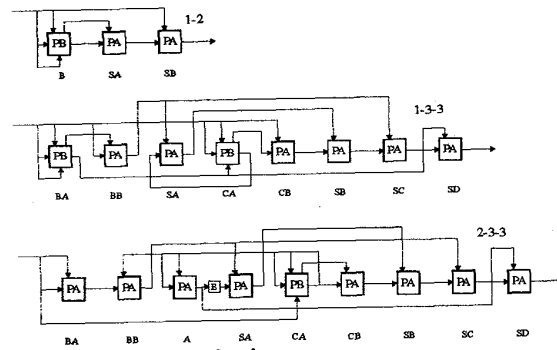 1-2
PB PA PA
B SA SB
1-3-3
PB PA PA PB PA PA PA PA
BA BB SA CA CB SB SC SD
2-3-3
PA PA PA E PA PB PA PA PA PA
BA BB A SA CA CB SB SC SD